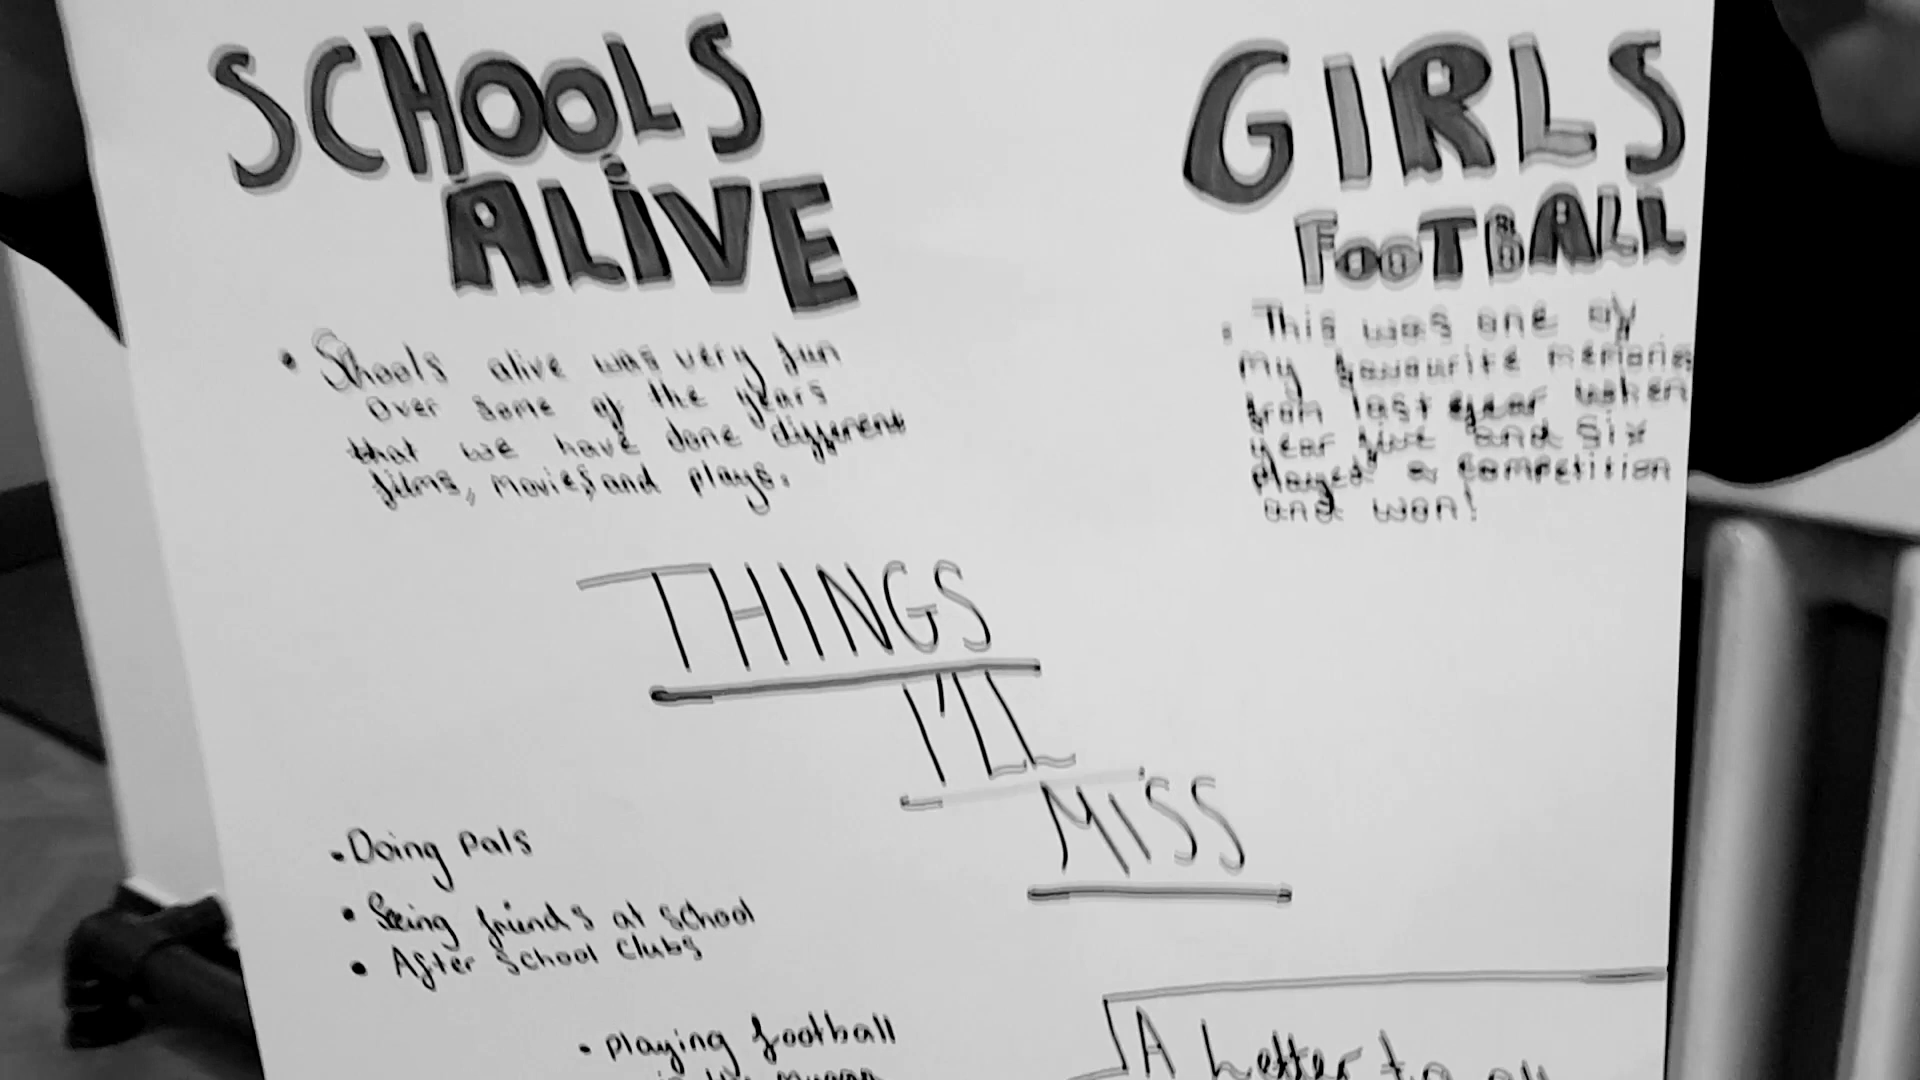 SCHOOLS
ALIVE
• Schools alive was very fun
over some of the years
that we have done different
films, movies and plays.
GIRLS
FOOTBALL
• This was one of
my favourite
from last year when
year five and six
played a competition
and won!
THINGS
I'LL
MISS
• Doing Pals
• Seeing friends at school
• After school clubs
• playing football
A letter to